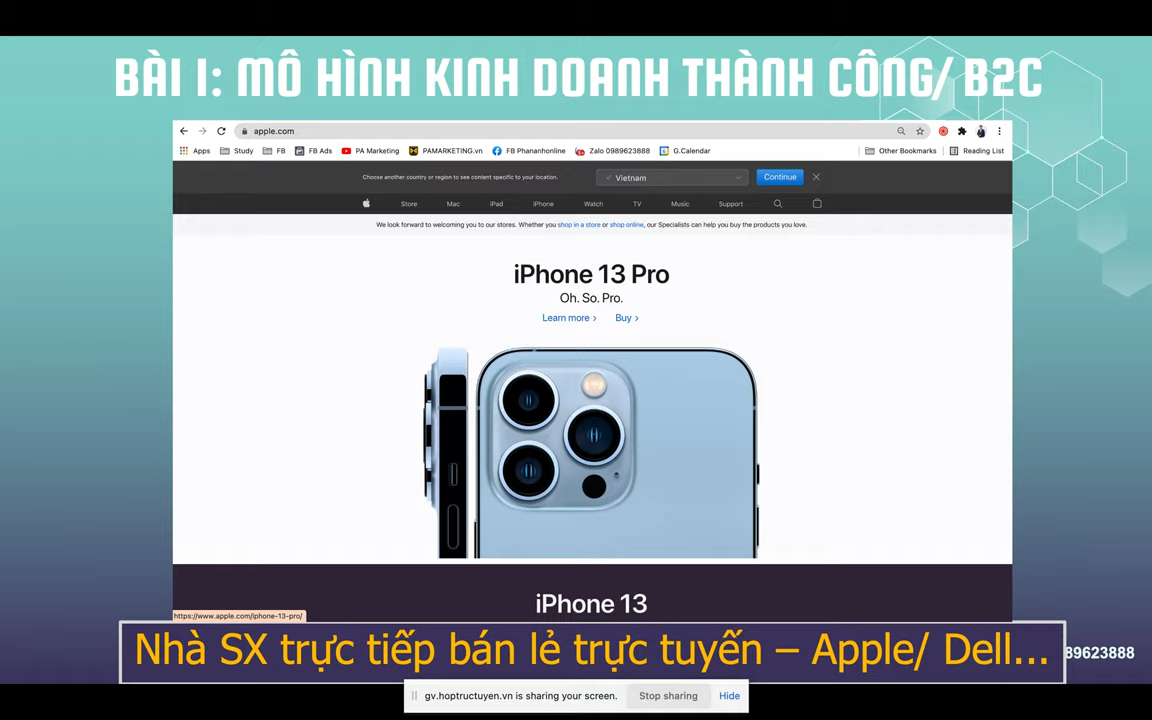 BÀI 1: MÔ HÌNH KINH DOANH THÀNH CÔNG/ B2C
apple.com
Apps Study FB FB Ads PA Marketing PAMARKETING.vn FB Phananhonline Zalo 0989623888 G.Calendar Other Bookmarks Reading List
Choose another country or region to see content specific to your location. Vietnam Continue
Store Mac iPad iPhone Watch TV Music Support
We look forward to welcoming you to our stores. Whether you shop in a store or shop online, our Specialists can help you buy the products you love.
iPhone 13 Pro
Oh. So. Pro.
Learn more > Buy >
iPhone 13
https://www.apple.com/iphone-13-pro/
Nhà SX trực tiếp bán lẻ trực tuyến – Apple/ Dell...
89623888
gv.hoptructuyen.vn is sharing your screen. Stop sharing Hide